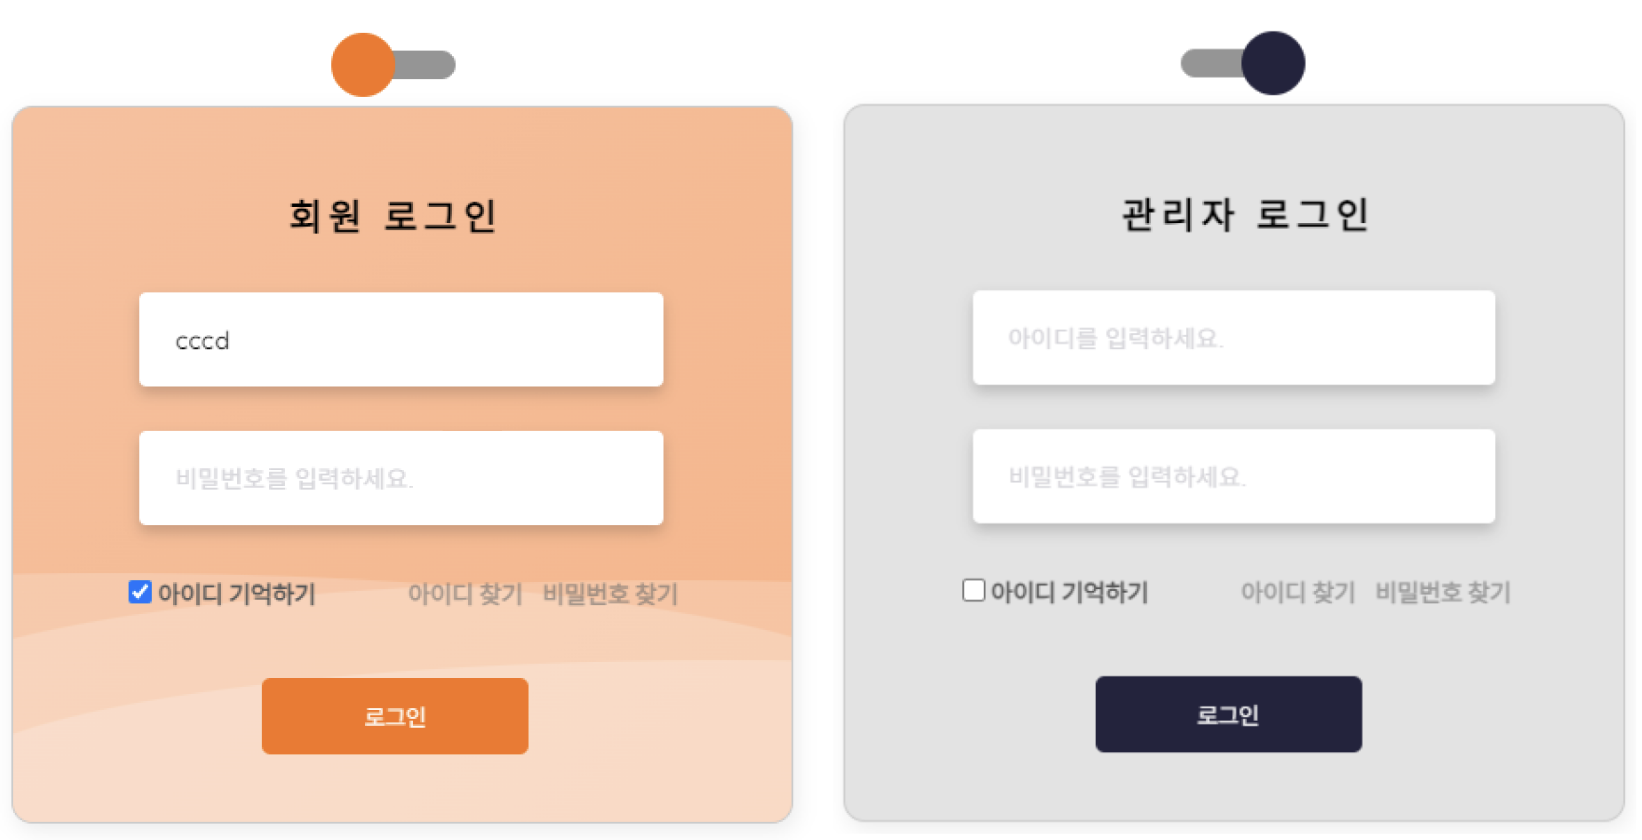 회원 로그인
cccd
비밀번호를 입력하세요.
아이디 기억하기 아이디 찾기 비밀번호 찾기
로그인
관리자 로그인
아이디를 입력하세요.
비밀번호를 입력하세요.
아이디 기억하기 아이디 찾기 비밀번호 찾기
로그인